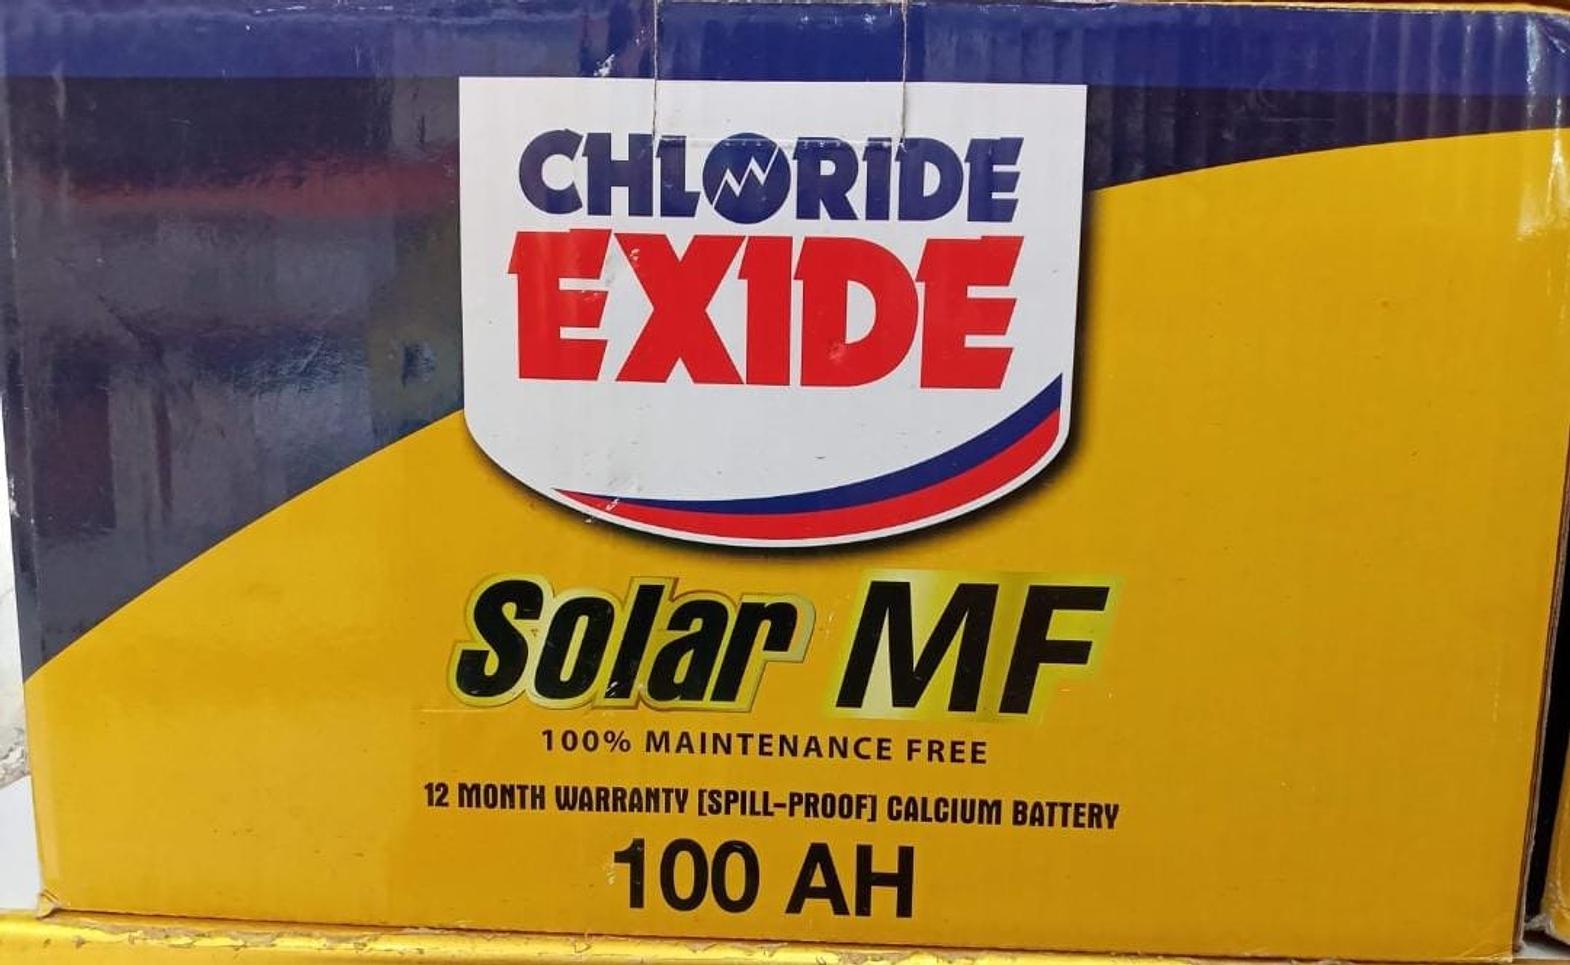 CHLORIDE
EXIDE
Solar MF
100% MAINTENANCE FREE
12 MONTH WARRANTY [SPILL-PROOF] CALCIUM BATTERY
100 AH